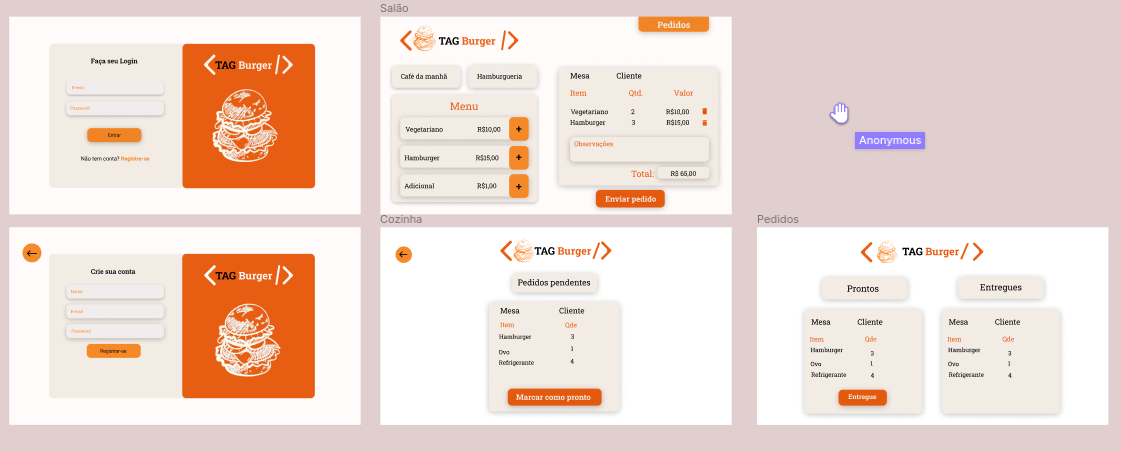 Faça seu Login
Email
Password
Entrar
Não tem conta? Registre-se
TAG Burger
Salão
TAG Burger
Pedidos
Café da manhã
Hamburgueria
Menu
Vegetariano R$10,00 +
Hamburger R$15,00 +
Adicional R$1,00 +
Mesa Cliente
Item Qtd. Valor
Vegetariano 2 R$10,00
Hamburger 3 R$15,00
Observações
Total: R$ 65,00
Enviar pedido
Anonymous
Crie sua conta
Nome
Email
Password
Registrar-se
TAG Burger
Cozinha
TAG Burger
Pedidos pendentes
Mesa Cliente
Item Qde
Hamburger 3
Ovo 1
Refrigerante 4
Marcar como pronto
Pedidos
TAG Burger
Prontos
Mesa Cliente
Item Qde
Hamburger 3
Ovo 1
Refrigerante 4
Entregue
Entregues
Mesa Cliente
Item Qde
Hamburger 3
Ovo 1
Refrigerante 4